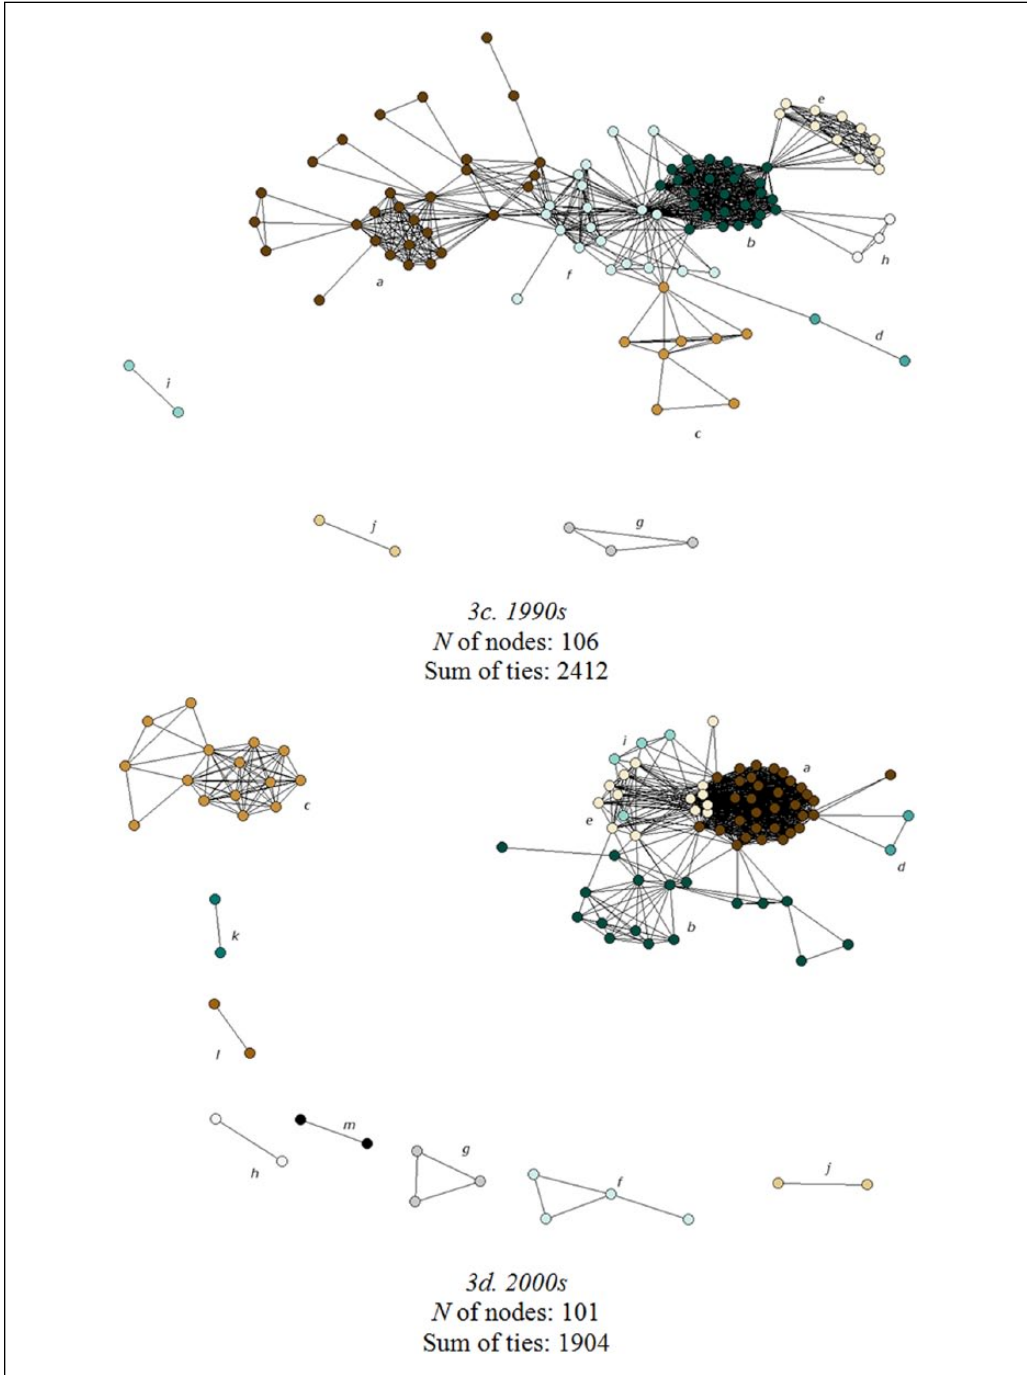 e
b
h
a
f
d
i
c
j
g
3c. 1990s
N of nodes: 106
Sum of ties: 2412
i
a
c
e
d
b
k
l
m
g
h
f
j
3d. 2000s
N of nodes: 101
Sum of ties: 1904